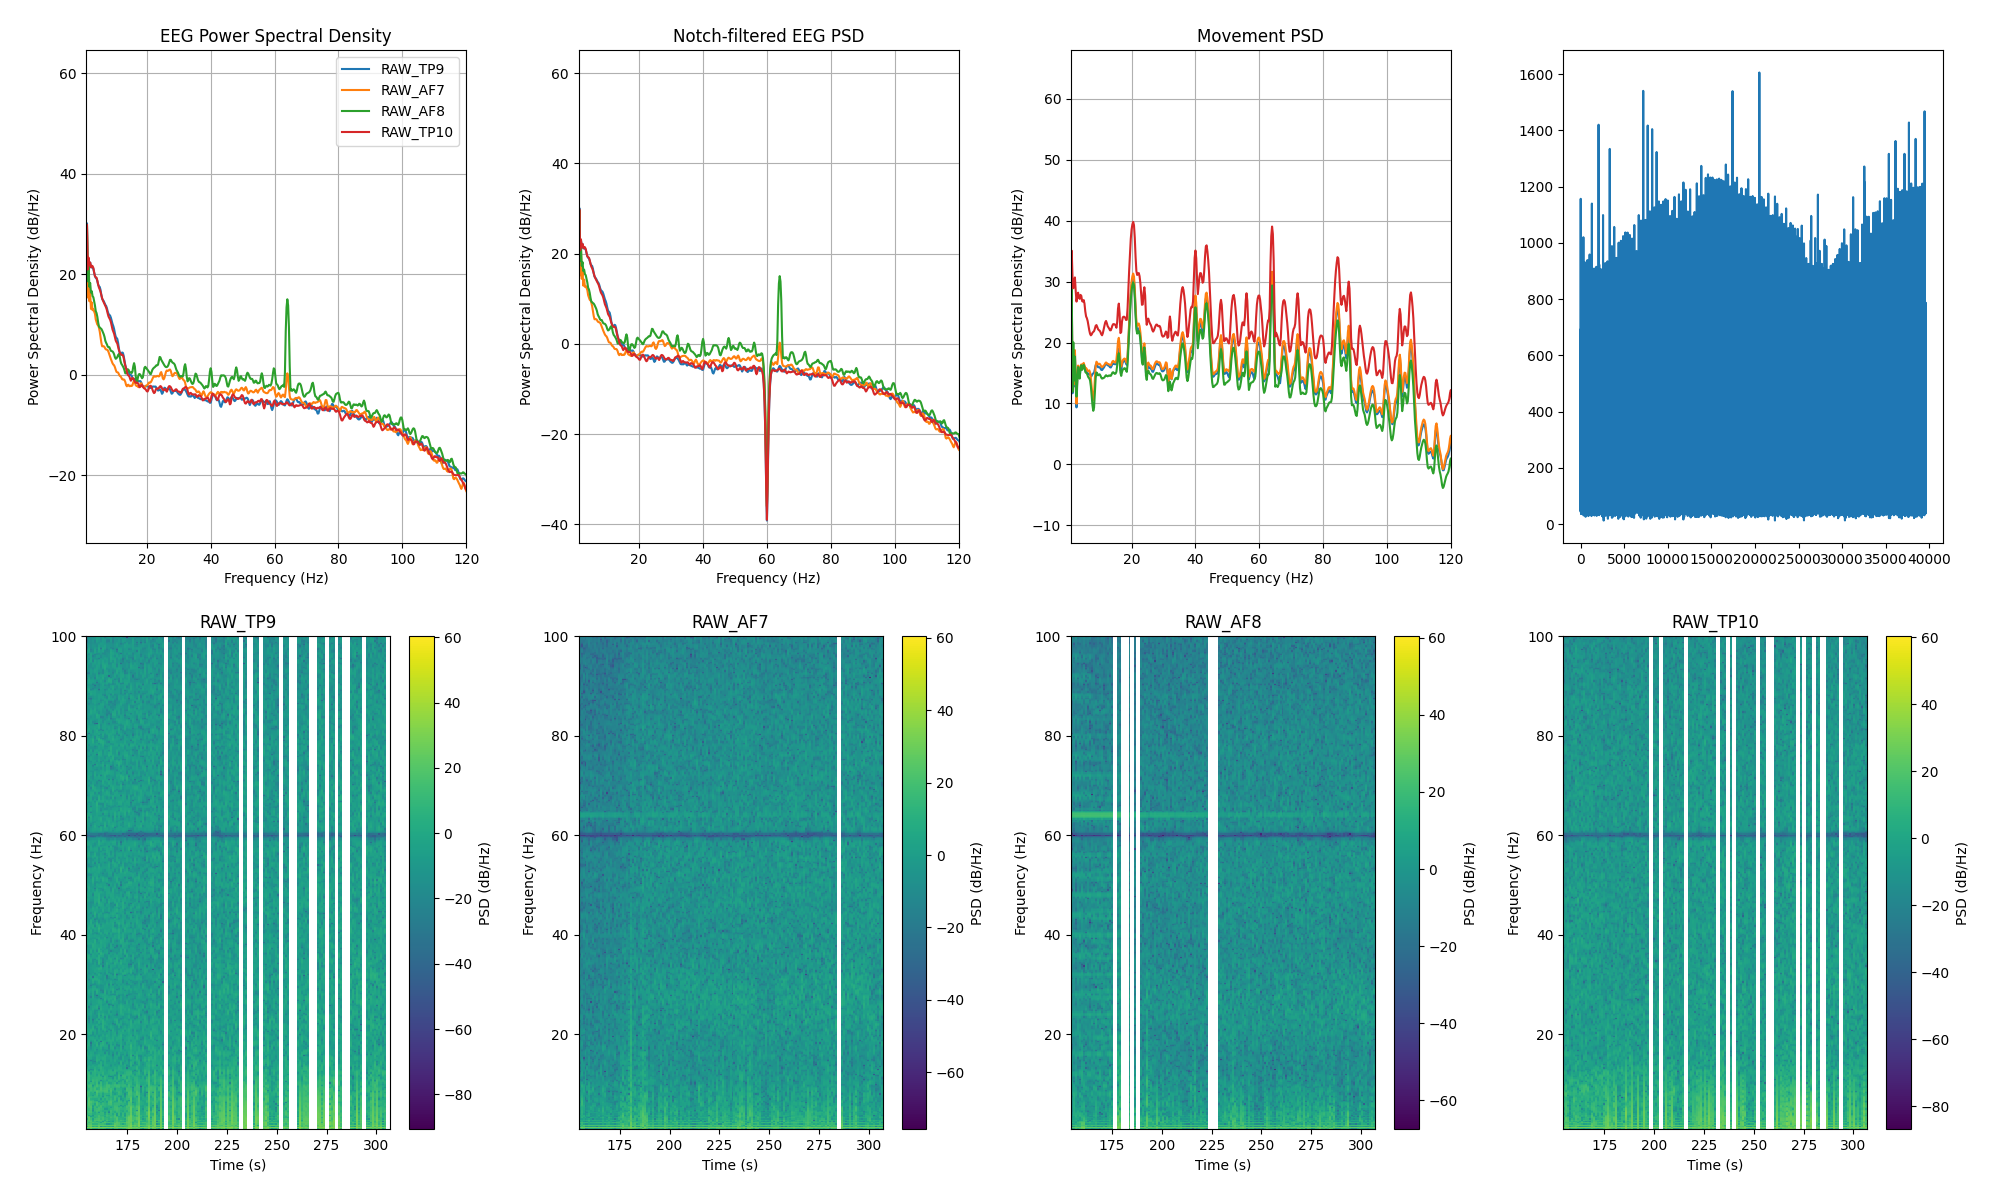 EEG Power Spectral Density
Power Spectral Density (dB/Hz)
60
40
20
0
−20
20 40 60 80 100 120
Frequency (Hz)
RAW_TP9
RAW_AF7
RAW_AF8
RAW_TP10
Notch-filtered EEG PSD
Power Spectral Density (dB/Hz)
60
40
20
0
−20
−40
20 40 60 80 100 120
Frequency (Hz)
Movement PSD
Power Spectral Density (dB/Hz)
60
50
40
30
20
10
0
−10
20 40 60 80 100 120
Frequency (Hz)
1600
1400
1200
1000
800
600
400
200
0
0 5000 10000 15000 20000 25000 30000 35000 40000
RAW_TP9
Frequency (Hz)
100
80
60
40
20
175 200 225 250 275 300
Time (s)
60
40
20
0
−20
−40
−60
−80
PSD (dB/Hz)
RAW_AF7
Frequency (Hz)
100
80
60
40
20
175 200 225 250 275 300
Time (s)
60
40
20
0
−20
−40
−60
PSD (dB/Hz)
RAW_AF8
Frequency (Hz)
100
80
60
40
20
175 200 225 250 275 300
Time (s)
60
40
20
0
−20
−40
−60
PSD (dB/Hz)
RAW_TP10
Frequency (Hz)
100
80
60
40
20
175 200 225 250 275 300
Time (s)
60
40
20
0
−20
−40
−60
−80
PSD (dB/Hz)